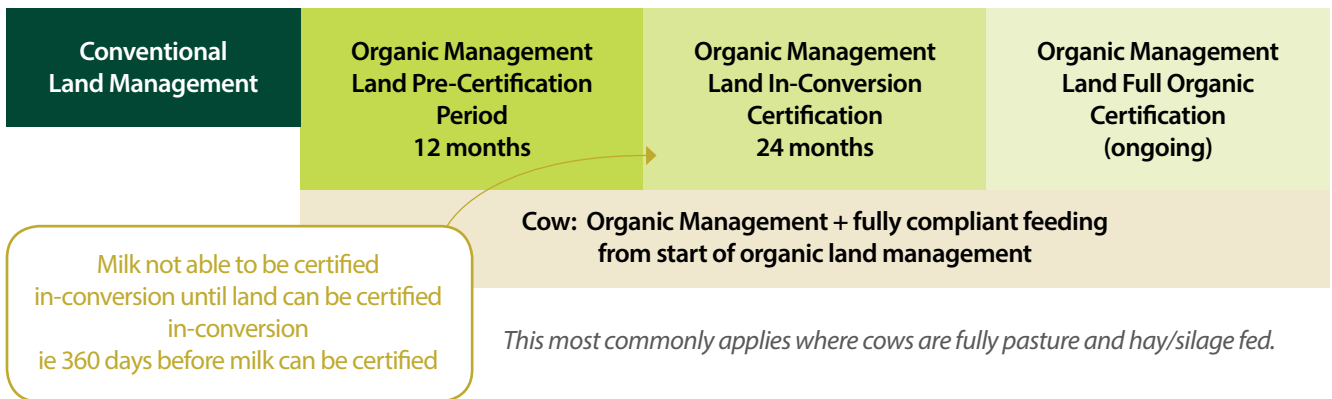 Conventional
Land Management
Organic Management
Land Pre-Certification
Period
12 months
Organic Management
Land In-Conversion
Certification
24 months
Organic Management
Land Full Organic
Certification
(ongoing)
Cow: Organic Management + fully compliant feeding
from start of organic land management
Milk not able to be certified
in-conversion until land can be certified
in-conversion
ie 360 days before milk can be certified
This most commonly applies where cows are fully pasture and hay/silage fed.